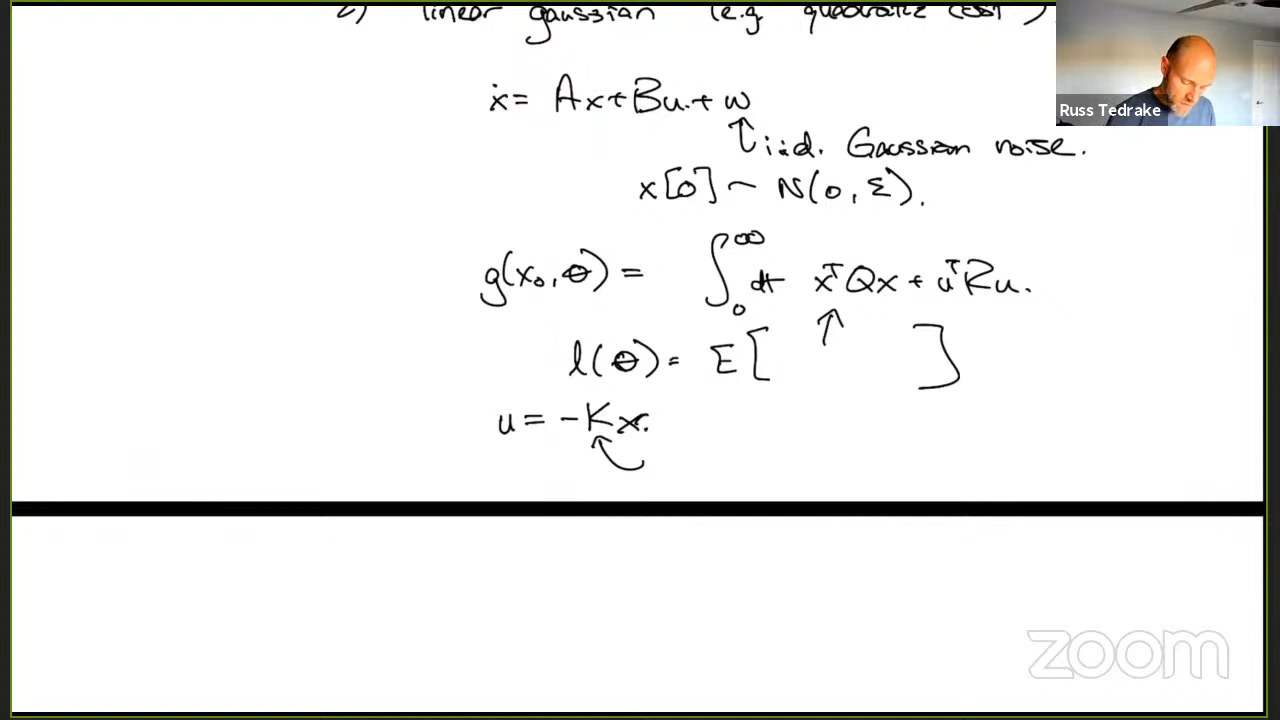 2) linear gaussian (e.g quadratic cost)
Russ Tedrake
ẋ = Ax + Bu + w
↑ i.i.d. Gaussian noise.
x[0] ~ N(0, Σ).
g(x₀, θ) = ∫₀^∞ dt xᵀQx + uᵀRu.
l(θ) = E[ ↑ ]
u = -Kx.
zoom